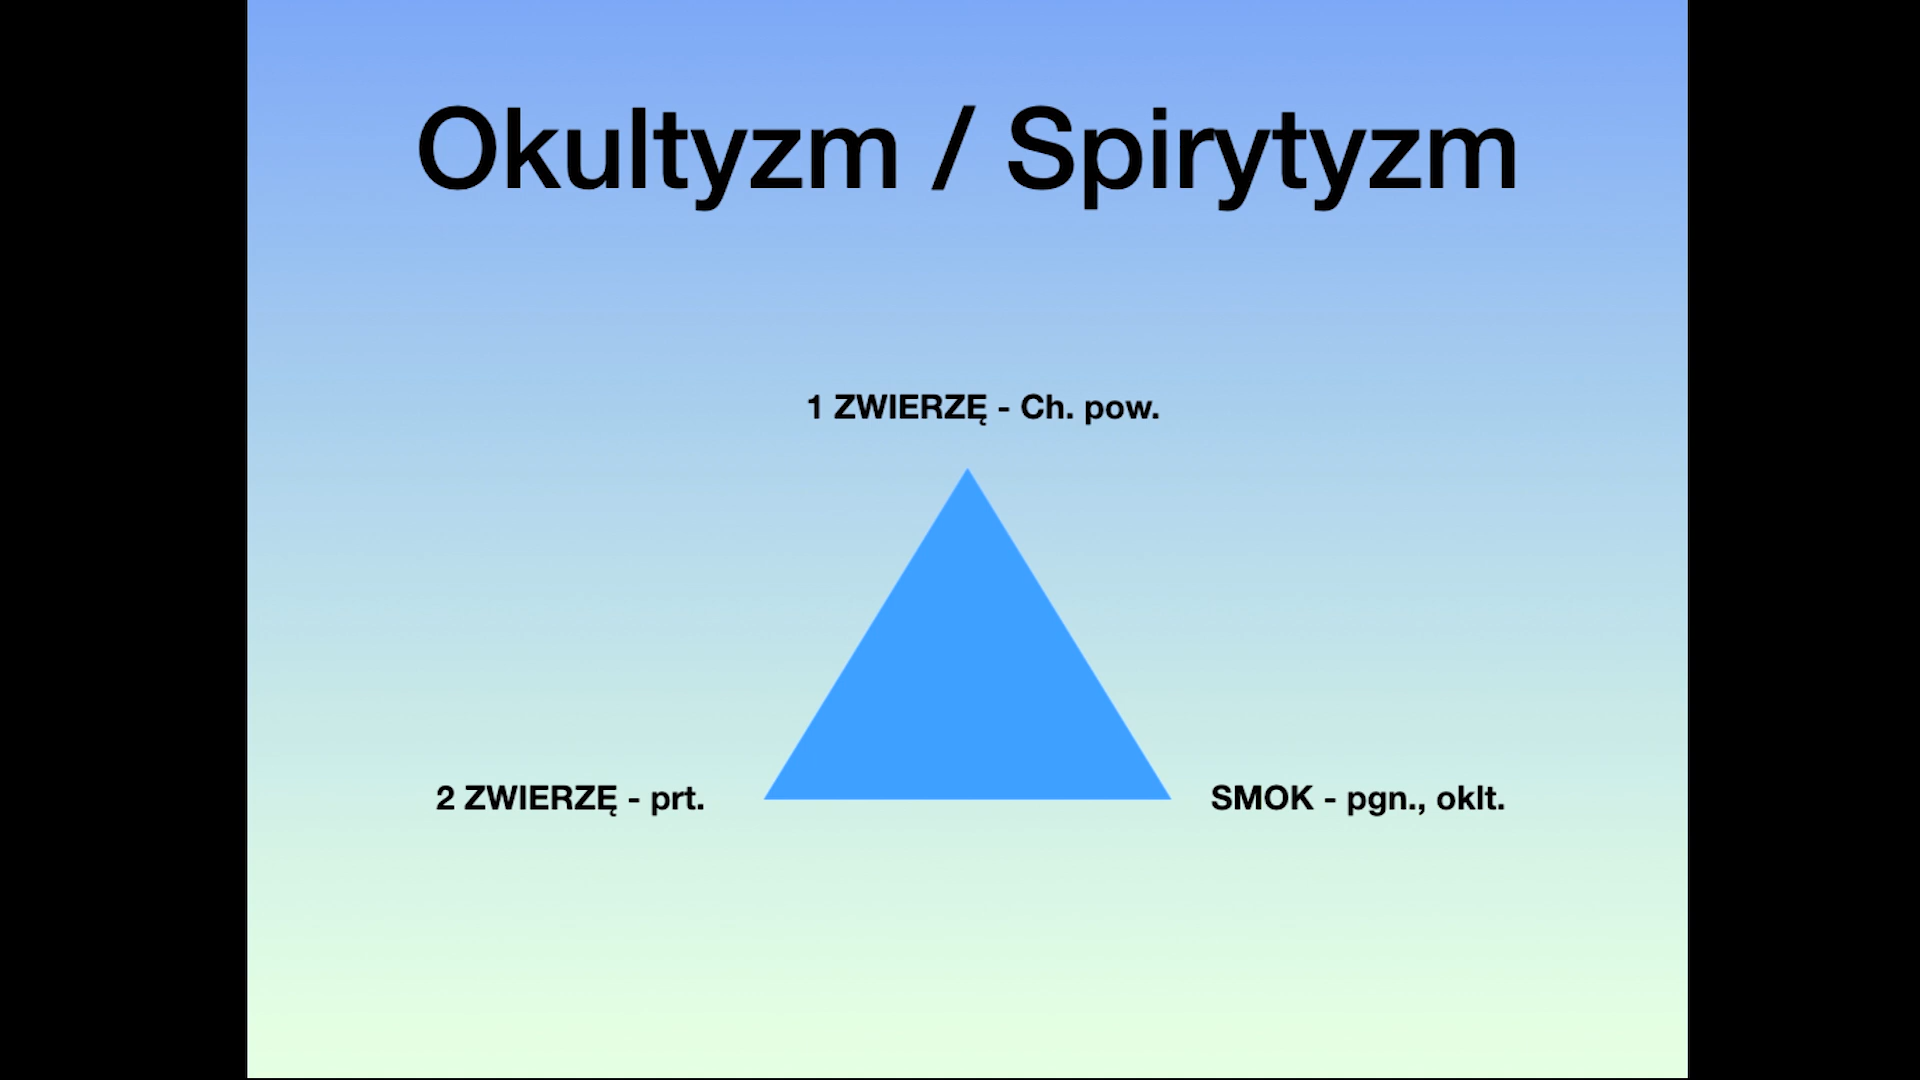 Okultyzm / Spirytyzm
1 ZWIERZĘ - Ch. pow.
2 ZWIERZĘ - prt.
SMOK - pgn., oklt.